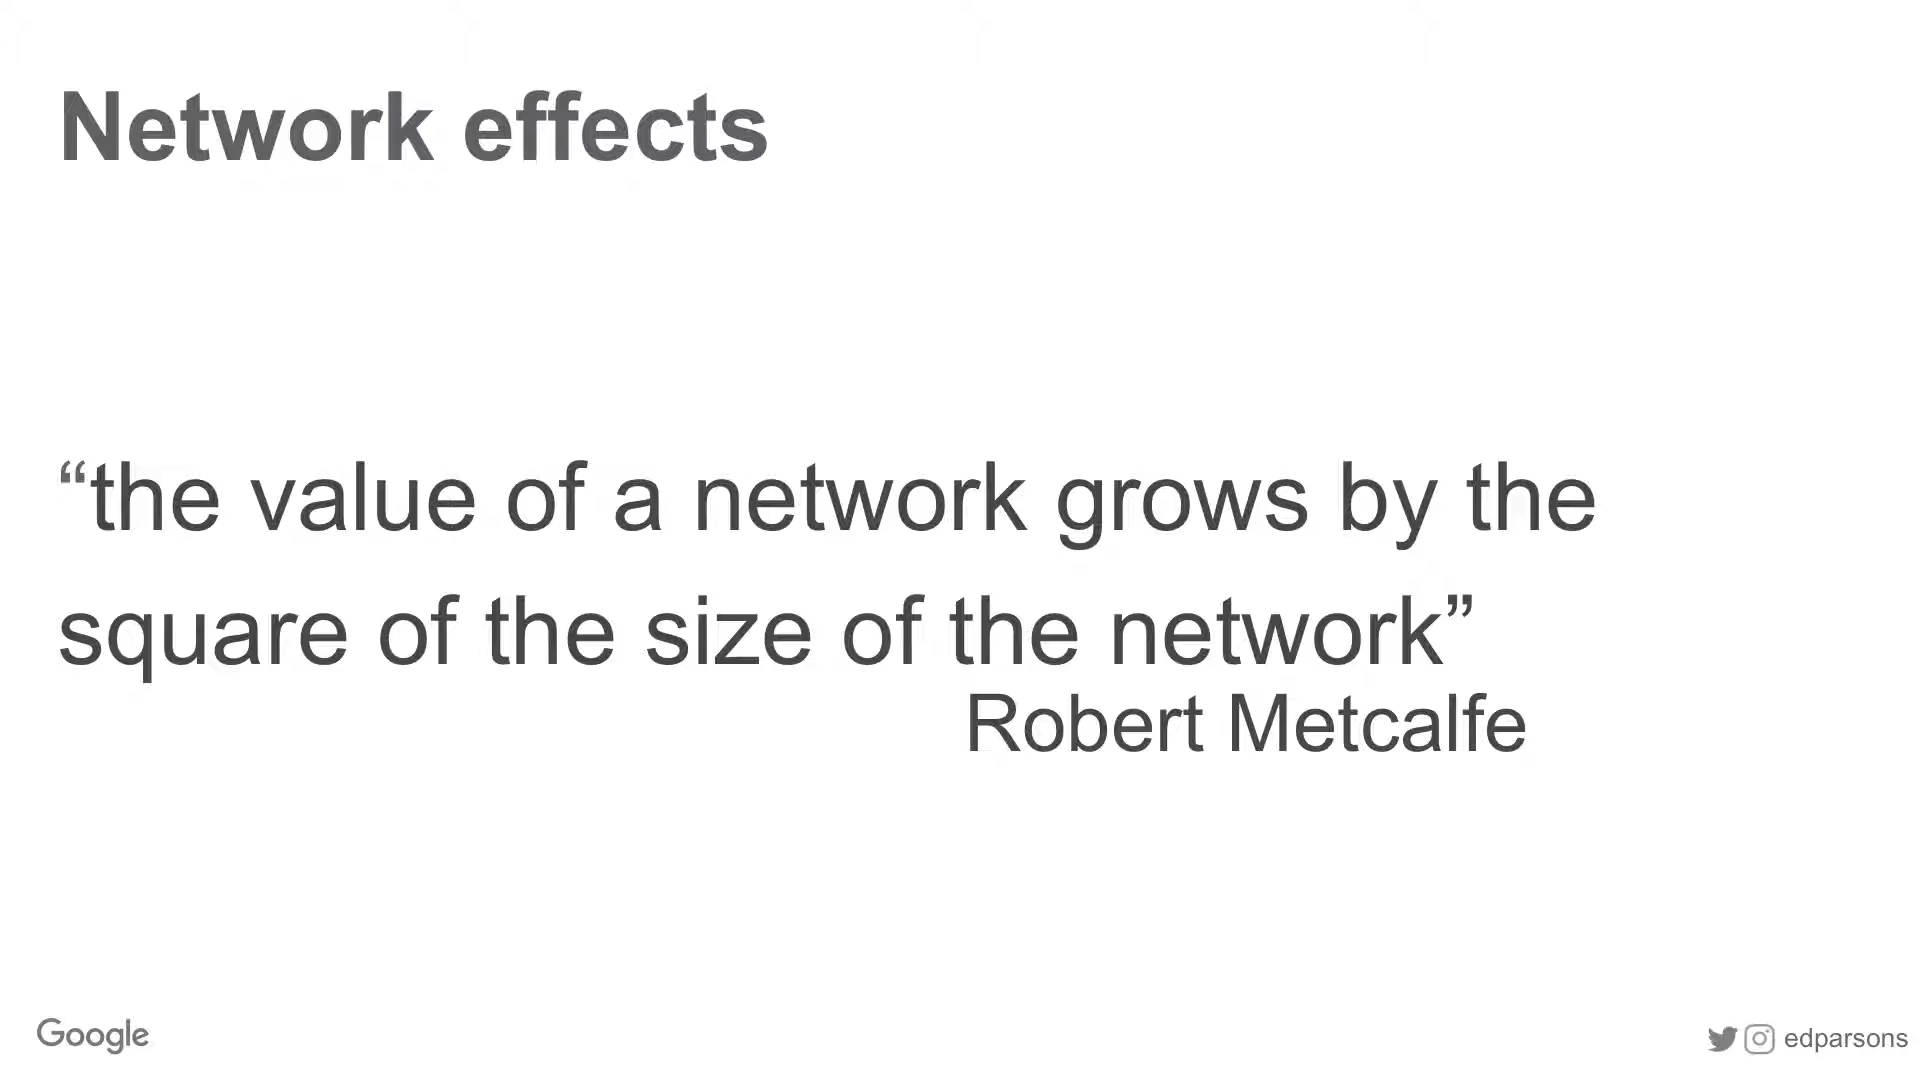 Network effects
“the value of a network grows by the
square of the size of the network”
Robert Metcalfe
Google
edparsons